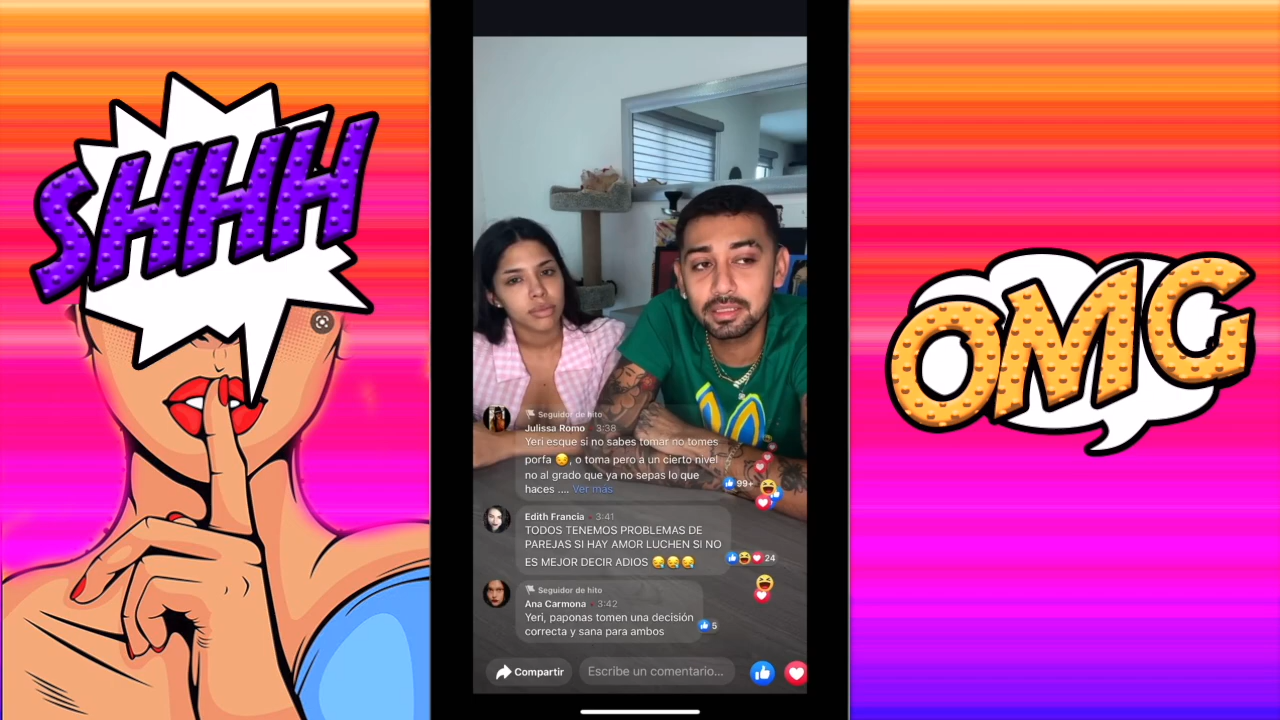 SHHH
OMG
Seguidor de hito
Julissa Romo 3:38
Yeri esque si no sabes tomar no tomes
porfa 😪, o toma pero a un cierto nivel
no al grado que ya no sepas lo que
haces .... Ver más
99+
Edith Francia · 3:41
TODOS TENEMOS PROBLEMAS DE
PAREJAS SI HAY AMOR LUCHEN SI NO
ES MEJOR DECIR ADIOS 😪😪😪
24
Seguidor de hito
Ana Carmona · 3:42
Yeri, paponas tomen una decisión
correcta y sana para ambos
5
Compartir
Escribe un comentario...